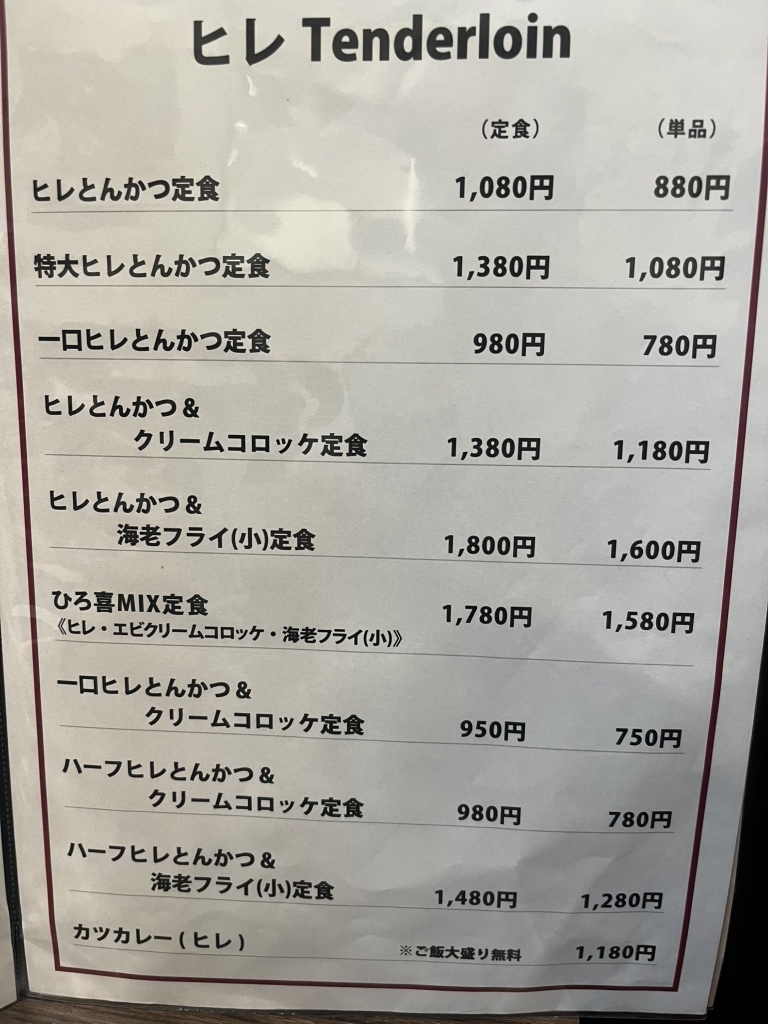 ヒレ Tenderloin
（定食） （単品）
ヒレとんかつ定食 1,080円 880円
特大ヒレとんかつ定食 1,380円 1,080円
一口ヒレとんかつ定食 980円 780円
ヒレとんかつ &
クリームコロッケ定食 1,380円 1,180円
ヒレとんかつ &
海老フライ(小)定食 1,800円 1,600円
ひろ喜MIX定食 1,780円 1,580円
《ヒレ・エビクリームコロッケ・海老フライ(小)》
一口ヒレとんかつ &
クリームコロッケ定食 950円 750円
ハーフヒレとんかつ &
クリームコロッケ定食 980円 780円
ハーフヒレとんかつ &
海老フライ(小)定食 1,480円 1,280円
カツカレー ( ヒレ ) ※ご飯大盛り無料 1,180円